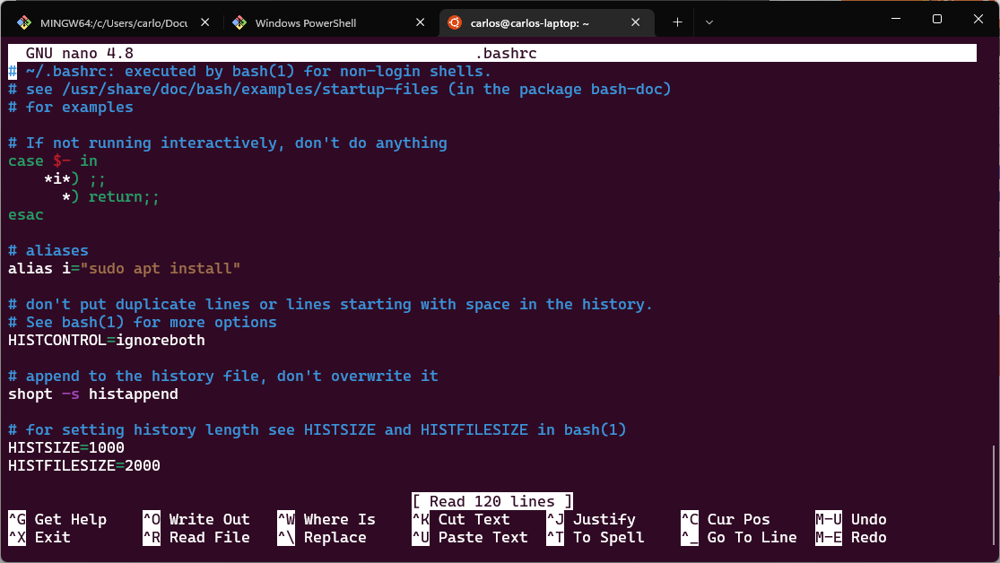 MINGW64:/c/Users/carlo/Docu
Windows PowerShell
carlos@carlos-laptop: ~
GNU nano 4.8 .bashrc
# ~/.bashrc: executed by bash(1) for non-login shells.
# see /usr/share/doc/bash/examples/startup-files (in the package bash-doc)
# for examples

# If not running interactively, don't do anything
case $- in
    *i*) ;;
      *) return;;
esac

# aliases
alias i="sudo apt install"

# don't put duplicate lines or lines starting with space in the history.
# See bash(1) for more options
HISTCONTROL=ignoreboth

# append to the history file, don't overwrite it
shopt -s histappend

# for setting history length see HISTSIZE and HISTFILESIZE in bash(1)
HISTSIZE=1000
HISTFILESIZE=2000

[ Read 120 lines ]
^G Get Help ^O Write Out ^W Where Is ^K Cut Text ^J Justify ^C Cur Pos M-U Undo
^X Exit ^R Read File ^\ Replace ^U Paste Text ^T To Spell ^_ Go To Line M-E Redo